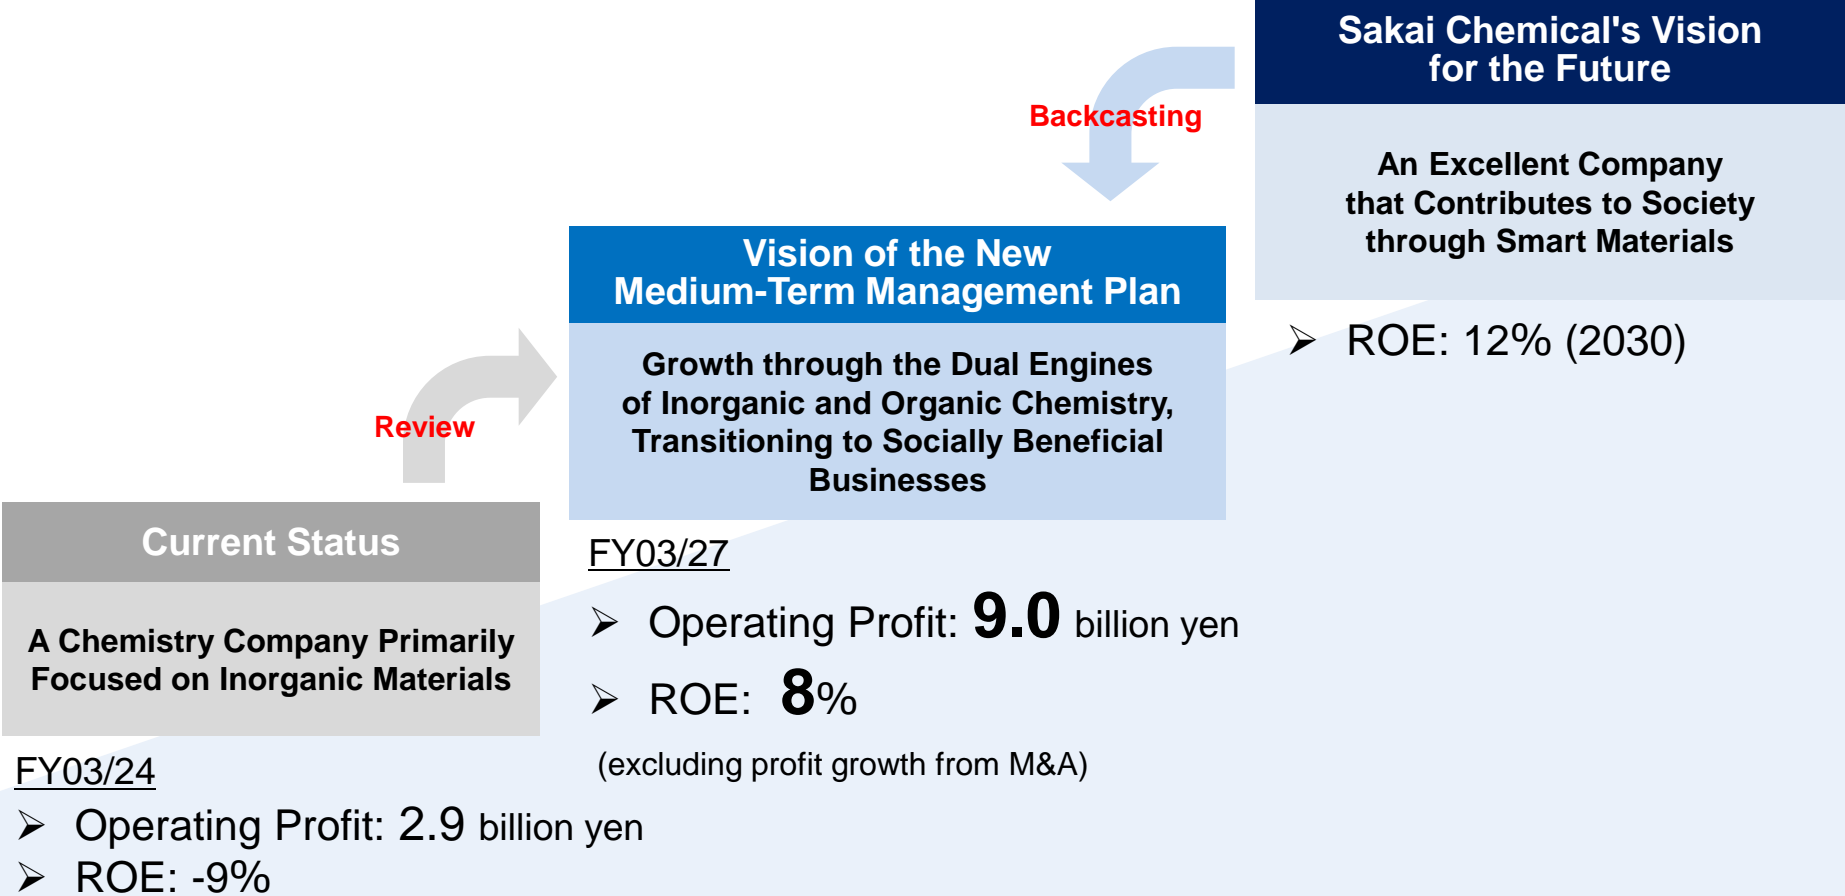 Sakai Chemical's Vision
for the Future
Backcasting
An Excellent Company
that Contributes to Society
through Smart Materials
➢ ROE: 12% (2030)
Vision of the New
Medium-Term Management Plan
Growth through the Dual Engines
of Inorganic and Organic Chemistry,
Transitioning to Socially Beneficial
Businesses
Review
FY03/27
➢ Operating Profit: 9.0 billion yen
➢ ROE: 8%
(excluding profit growth from M&A)
Current Status
A Chemistry Company Primarily
Focused on Inorganic Materials
FY03/24
➢ Operating Profit: 2.9 billion yen
➢ ROE: -9%